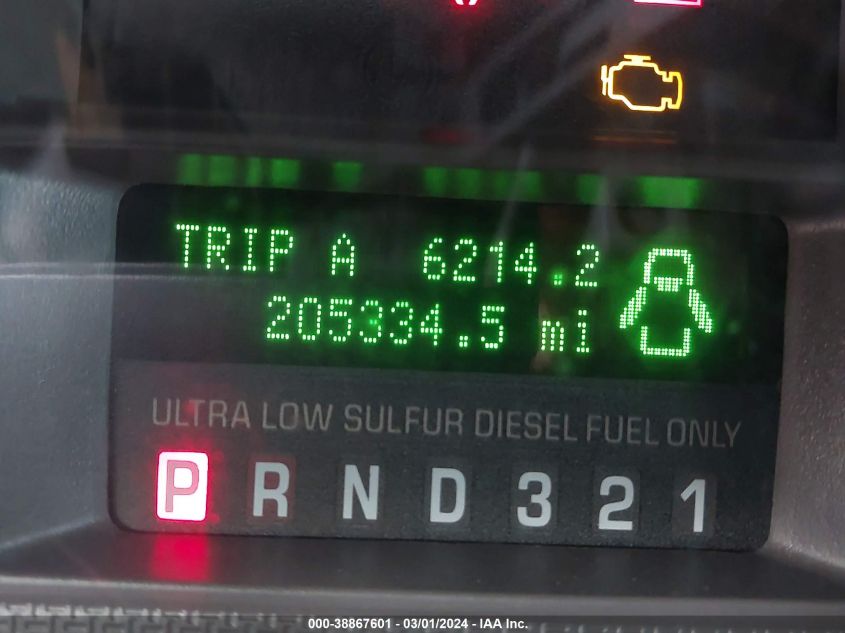 TRIP A 6214.2
205334.5 mi
ULTRA LOW SULFUR DIESEL FUEL ONLY
P R N D 3 2 1
000-38867601 - 03/01/2024 - IAA Inc.